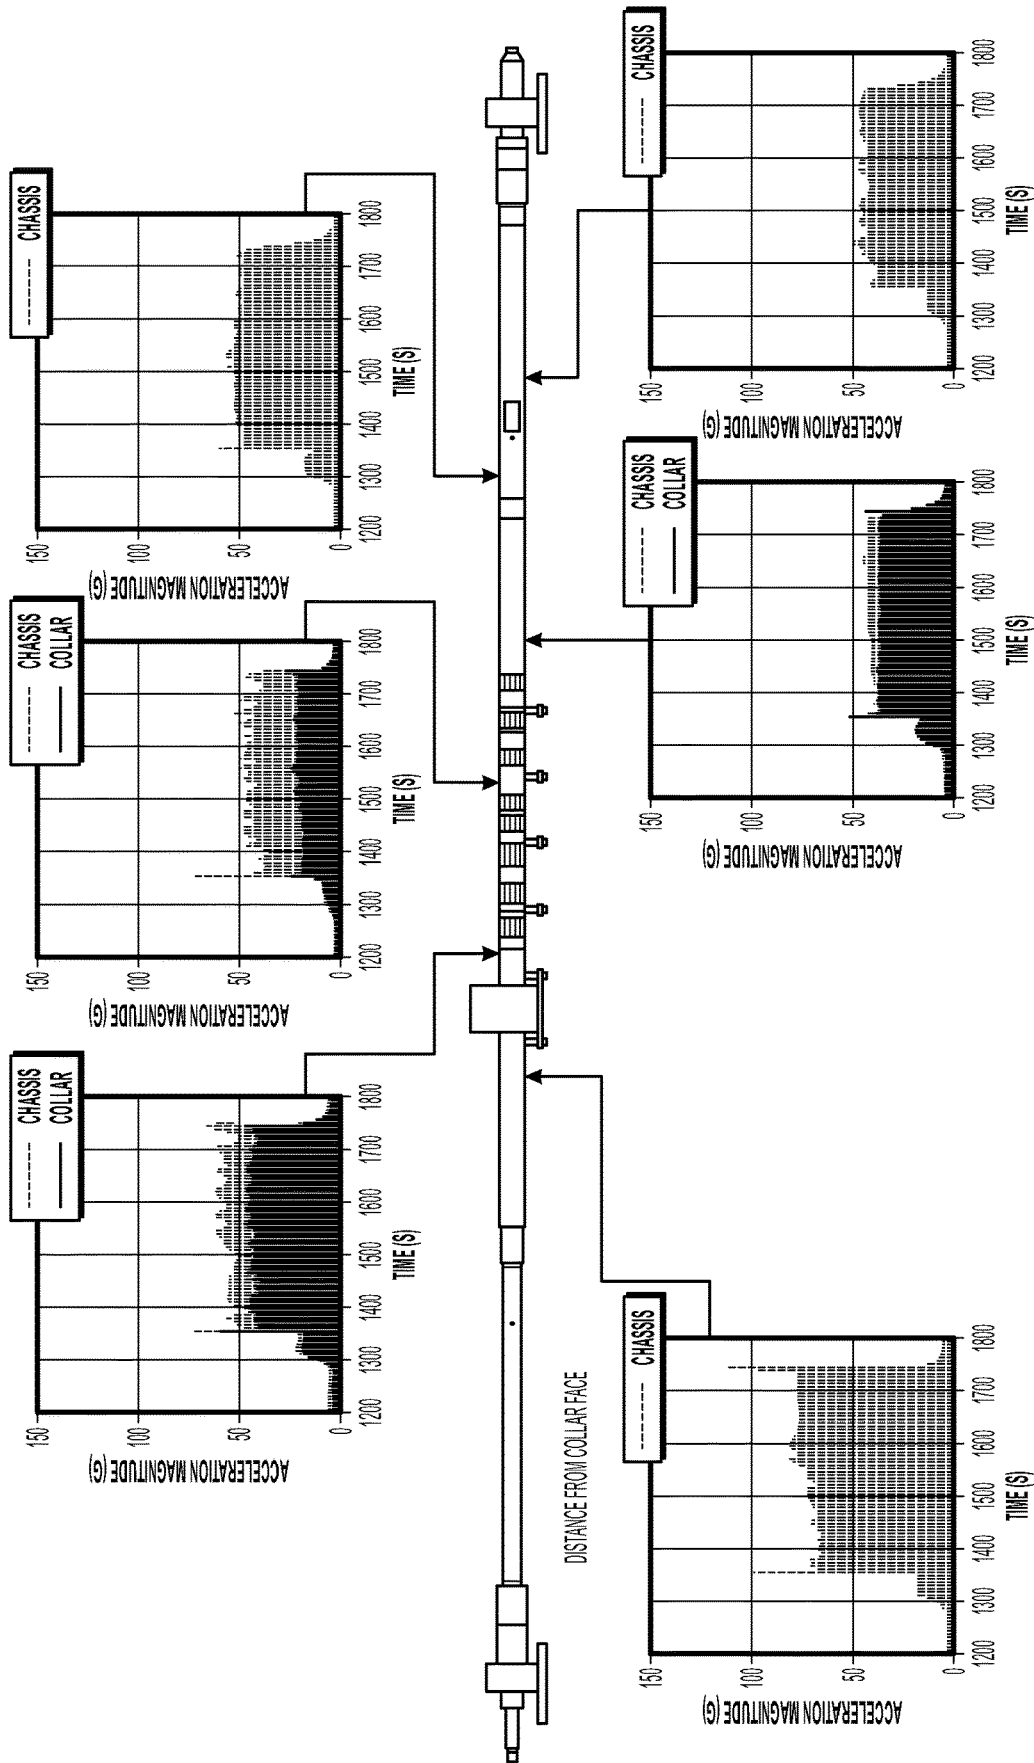 CHASSIS
COLLAR
ACCELERATION MAGNITUDE (G)
150
100
50
0
1200 1300 1400 1500 1600 1700 1800
TIME (S)
CHASSIS
COLLAR
ACCELERATION MAGNITUDE (G)
150
100
50
0
1200 1300 1400 1500 1600 1700 1800
TIME (S)
CHASSIS
ACCELERATION MAGNITUDE (G)
150
100
50
0
1200 1300 1400 1500 1600 1700 1800
TIME (S)
DISTANCE FROM COLLAR FACE
CHASSIS
ACCELERATION MAGNITUDE (G)
150
100
50
0
1200 1300 1400 1500 1600 1700 1800
TIME (S)
CHASSIS
COLLAR
ACCELERATION MAGNITUDE (G)
150
100
50
0
1200 1300 1400 1500 1600 1700 1800
TIME (S)
CHASSIS
ACCELERATION MAGNITUDE (G)
150
100
50
0
1200 1300 1400 1500 1600 1700 1800
TIME (S)